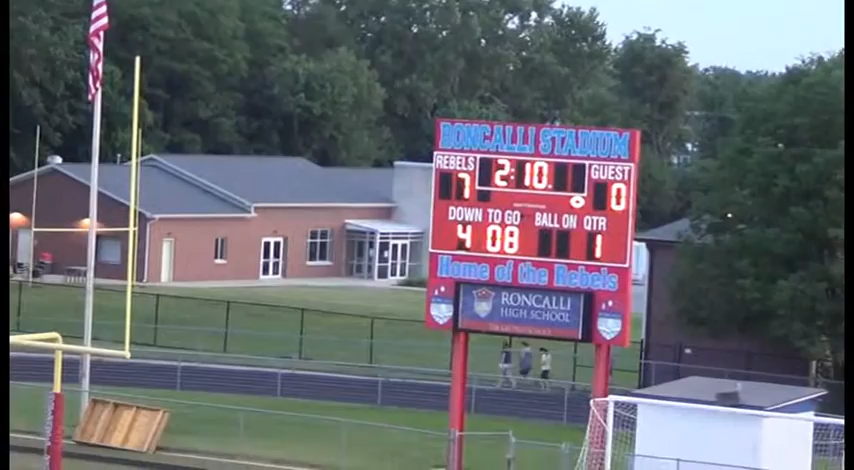 RONCALLI STADIUM
REBELS 2:10 GUEST
7 0
DOWN TO GO BALL ON QTR
4 08 1
Home of the Rebels
RONCALLI
HIGH SCHOOL